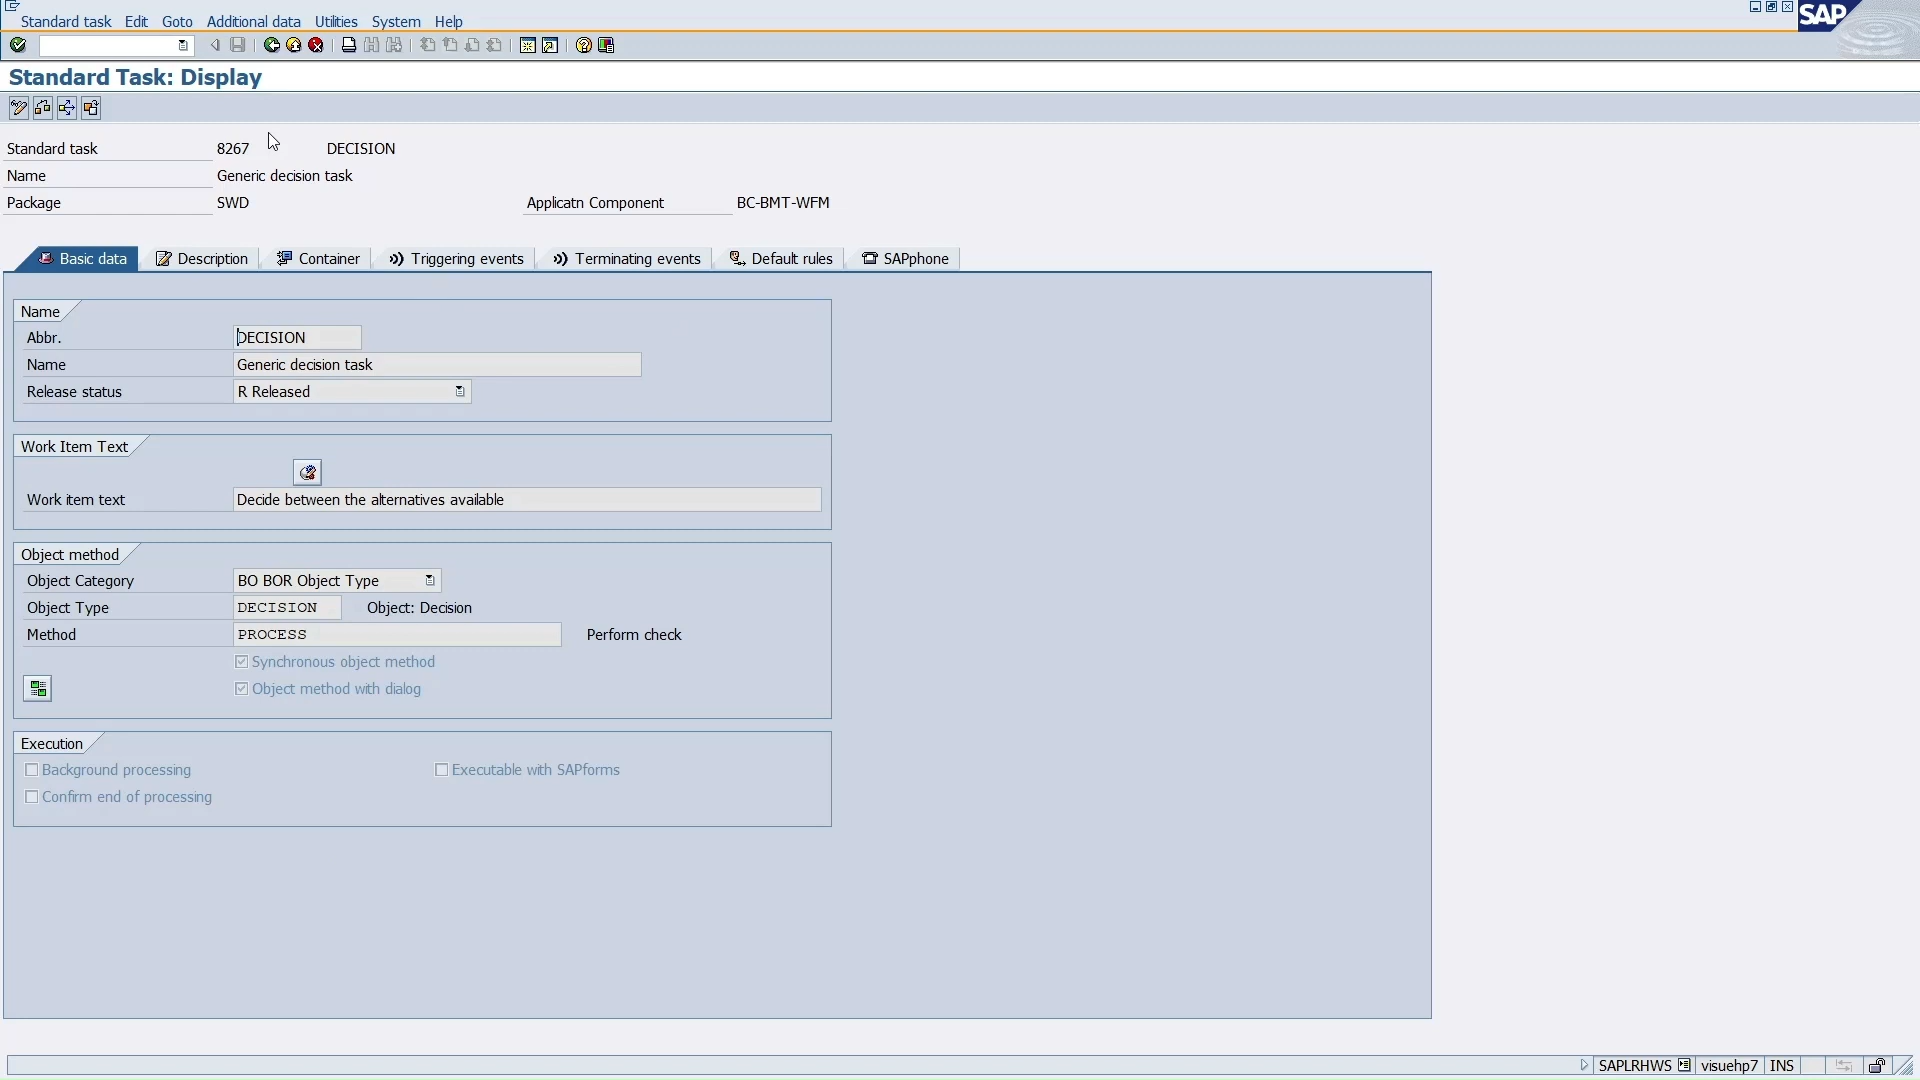 Standard task Edit Goto Additional data Utilities System Help
SAP
Standard Task: Display
Standard task 8267 DECISION
Name Generic decision task
Package SWD Applicatn Component BC-BMT-WFM
Basic data Description Container Triggering events Terminating events Default rules SAPphone
Name
Abbr. DECISION
Name Generic decision task
Release status R Released
Work Item Text
Work item text Decide between the alternatives available
Object method
Object Category BO BOR Object Type
Object Type DECISION Object: Decision
Method PROCESS Perform check
Synchronous object method
Object method with dialog
Execution
Background processing Executable with SAPforms
Confirm end of processing
SAPLRHWS visuehp7 INS